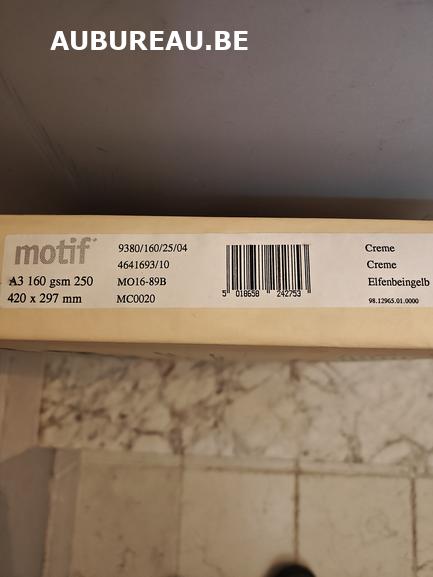 AUBUREAU.BE
motif
A3 160 gsm 250
420 x 297 mm
9380/160/25/04
4641693/10
MO16-89B
MC0020
5 018658 242753
Creme
Creme
Elfenbeingelb
98.12965.01.0000